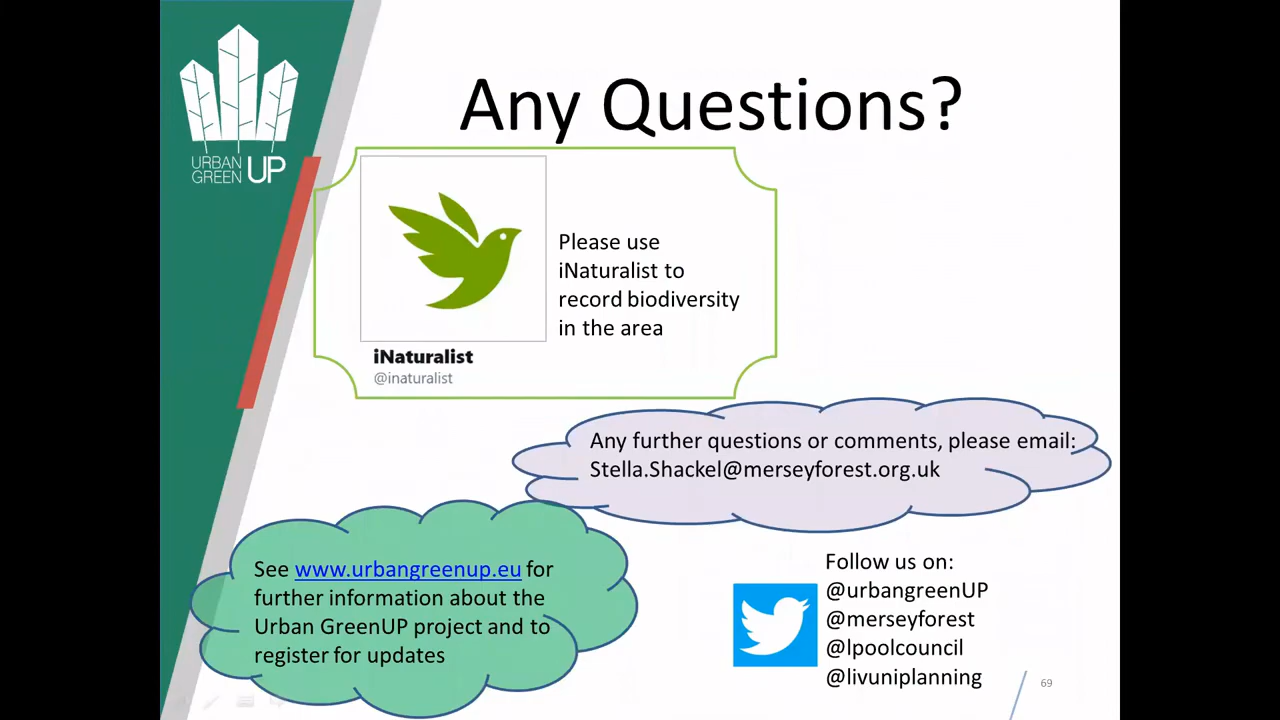 URBAN
GREEN UP
Any Questions?
Please use
iNaturalist to
record biodiversity
in the area
iNaturalist
@inaturalist
Any further questions or comments, please email:
Stella.Shackel@merseyforest.org.uk
See www.urbangreenup.eu for
further information about the
Urban GreenUP project and to
register for updates
Follow us on:
@urbangreenUP
@merseyforest
@lpoolcouncil
@livuniplanning
69